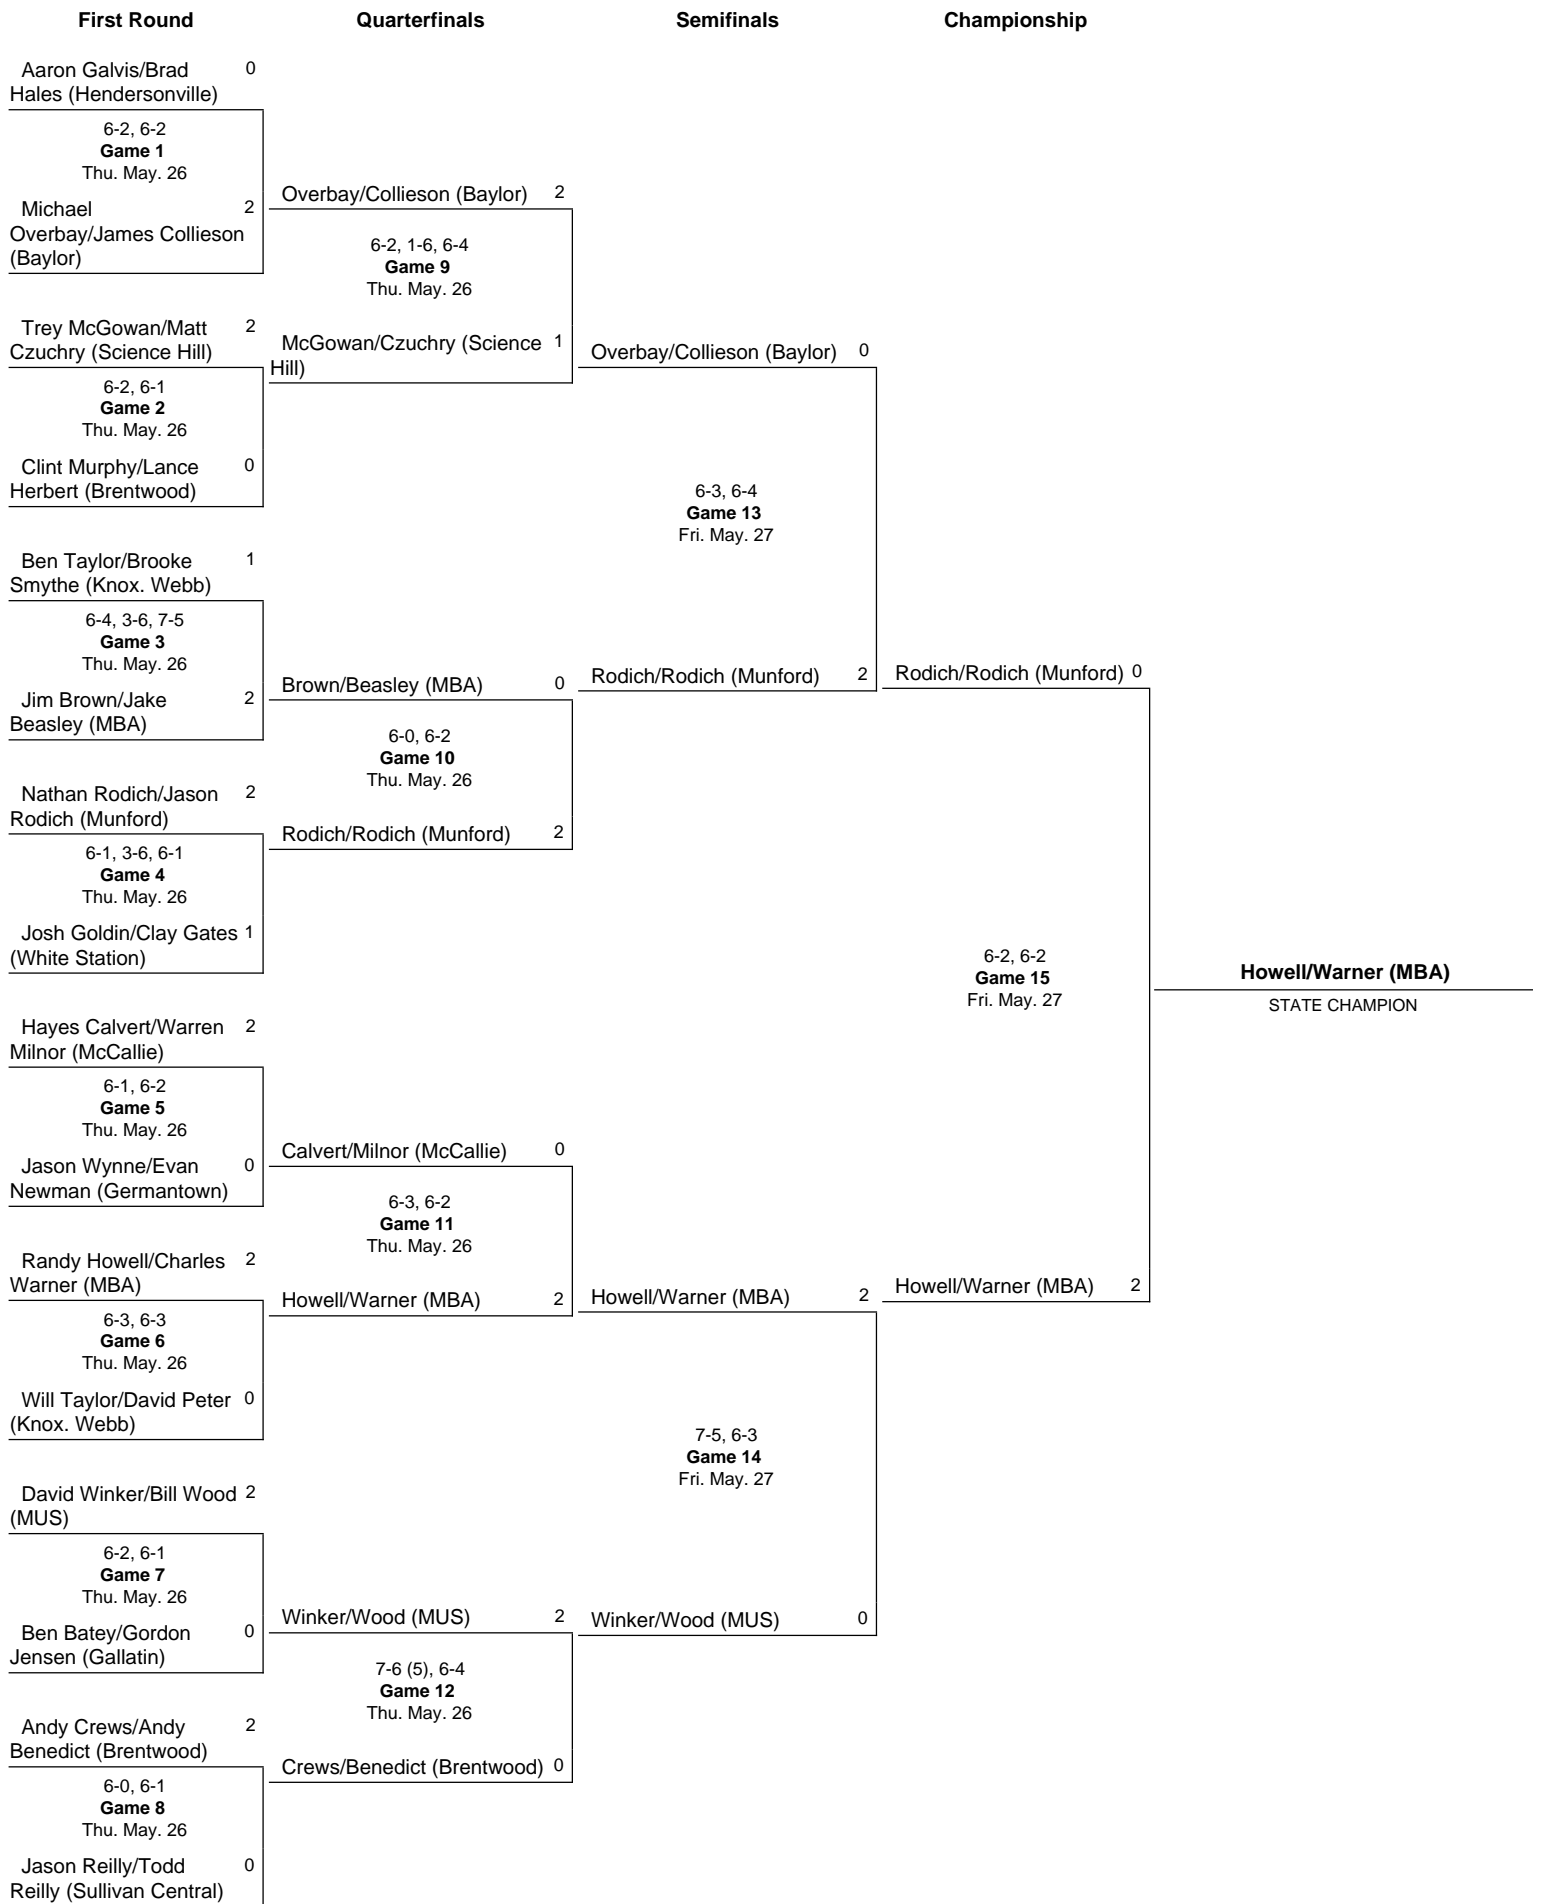 First Round
Quarterfinals
Semifinals
Championship
Aaron Galvis/Brad 0
Hales (Hendersonville)
6-2, 6-2
Game 1
Thu. May. 26
Michael 2
Overbay/James Collieson
(Baylor)
Trey McGowan/Matt 2
Czuchry (Science Hill)
6-2, 6-1
Game 2
Thu. May. 26
Clint Murphy/Lance 0
Herbert (Brentwood)
Ben Taylor/Brooke 1
Smythe (Knox. Webb)
6-4, 3-6, 7-5
Game 3
Thu. May. 26
Jim Brown/Jake 2
Beasley (MBA)
Nathan Rodich/Jason 2
Rodich (Munford)
6-1, 3-6, 6-1
Game 4
Thu. May. 26
Josh Goldin/Clay Gates 1
(White Station)
Hayes Calvert/Warren 2
Milnor (McCallie)
6-1, 6-2
Game 5
Thu. May. 26
Jason Wynne/Evan 0
Newman (Germantown)
Randy Howell/Charles 2
Warner (MBA)
6-3, 6-3
Game 6
Thu. May. 26
Will Taylor/David Peter 0
(Knox. Webb)
David Winker/Bill Wood 2
(MUS)
6-2, 6-1
Game 7
Thu. May. 26
Ben Batey/Gordon 0
Jensen (Gallatin)
Andy Crews/Andy 2
Benedict (Brentwood)
6-0, 6-1
Game 8
Thu. May. 26
Jason Reilly/Todd 0
Reilly (Sullivan Central)
Overbay/Collieson (Baylor) 2
6-2, 1-6, 6-4
Game 9
Thu. May. 26
McGowan/Czuchry (Science 1
Hill)
Brown/Beasley (MBA) 0
6-0, 6-2
Game 10
Thu. May. 26
Rodich/Rodich (Munford) 2
Calvert/Milnor (McCallie) 0
6-3, 6-2
Game 11
Thu. May. 26
Howell/Warner (MBA) 2
Winker/Wood (MUS) 2
7-6 (5), 6-4
Game 12
Thu. May. 26
Crews/Benedict (Brentwood) 0
Overbay/Collieson (Baylor) 0
6-3, 6-4
Game 13
Fri. May. 27
Rodich/Rodich (Munford) 2
Howell/Warner (MBA) 2
7-5, 6-3
Game 14
Fri. May. 27
Winker/Wood (MUS) 0
Rodich/Rodich (Munford) 0
6-2, 6-2
Game 15
Fri. May. 27
Howell/Warner (MBA) 2
Howell/Warner (MBA)
STATE CHAMPION